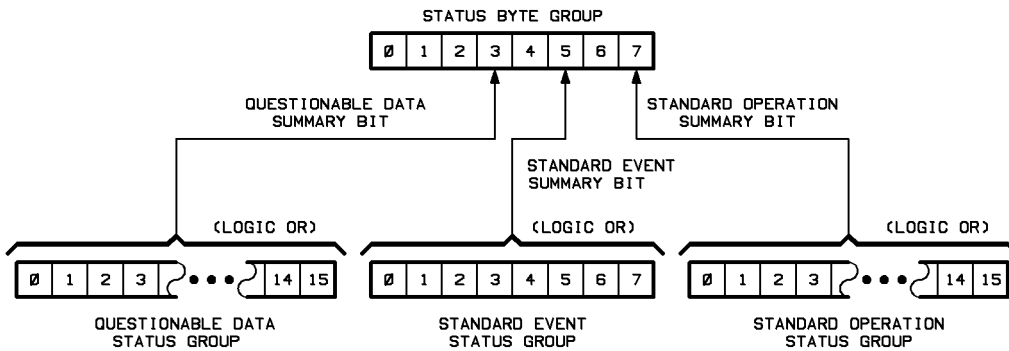 STATUS BYTE GROUP
Ø 1 2 3 4 5 6 7
QUESTIONABLE DATA
SUMMARY BIT
STANDARD OPERATION
SUMMARY BIT
STANDARD EVENT
SUMMARY BIT
(LOGIC OR)
(LOGIC OR)
(LOGIC OR)
Ø 1 2 3 ••• 14 15
Ø 1 2 3 4 5 6 7
Ø 1 2 3 ••• 14 15
QUESTIONABLE DATA
STATUS GROUP
STANDARD EVENT
STATUS GROUP
STANDARD OPERATION
STATUS GROUP